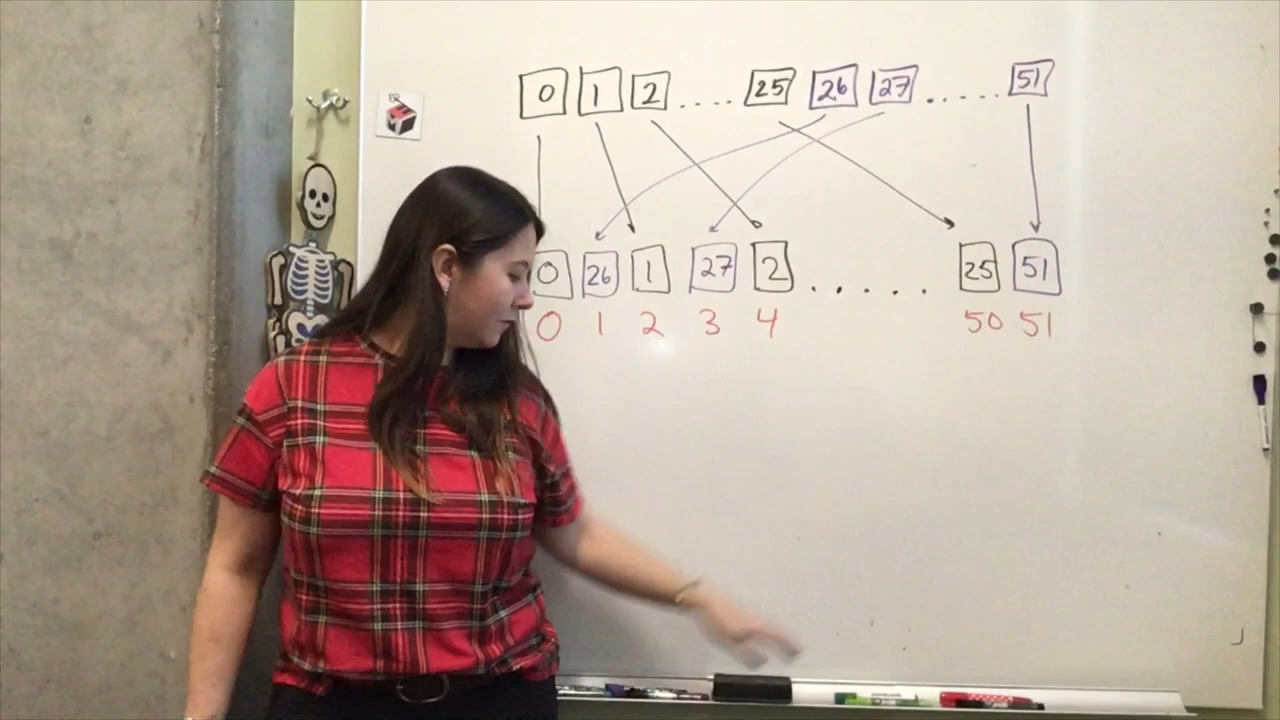 0 1 2 ..... 25 26 27 ..... 51
0 26 1 27 2 ...... 25 51
0 1 2 3 4 50 51